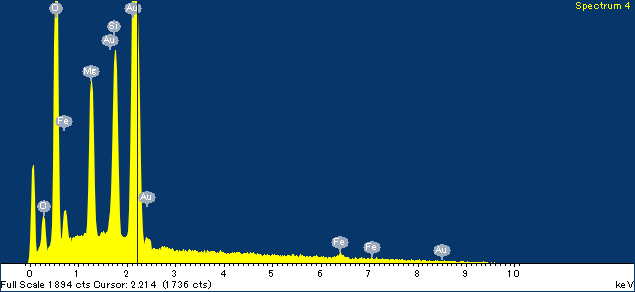 Spectrum 4
O Au
Si
Au
Mg
Fe
Au
C
Fe Fe Au
0 1 2 3 4 5 6 7 8 9 10
Full Scale 1894 cts Cursor: 2.214 (1736 cts) keV